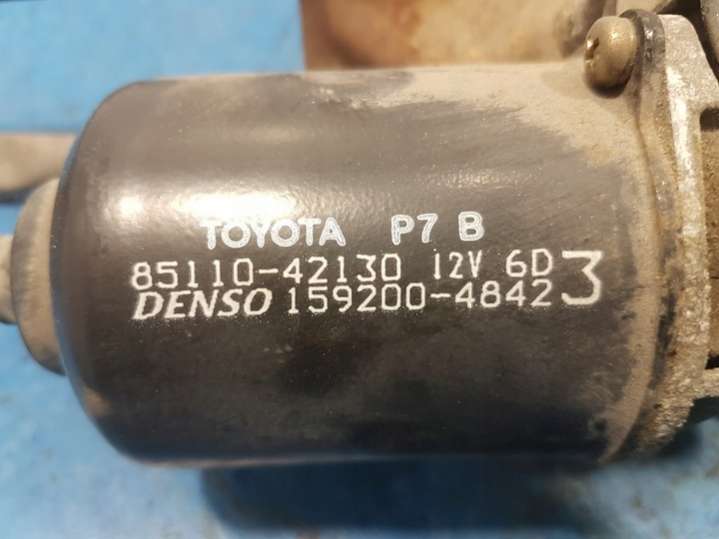 TOYOTA P7 B
85110-42130 12V 6D 3
DENSO 159200-4842